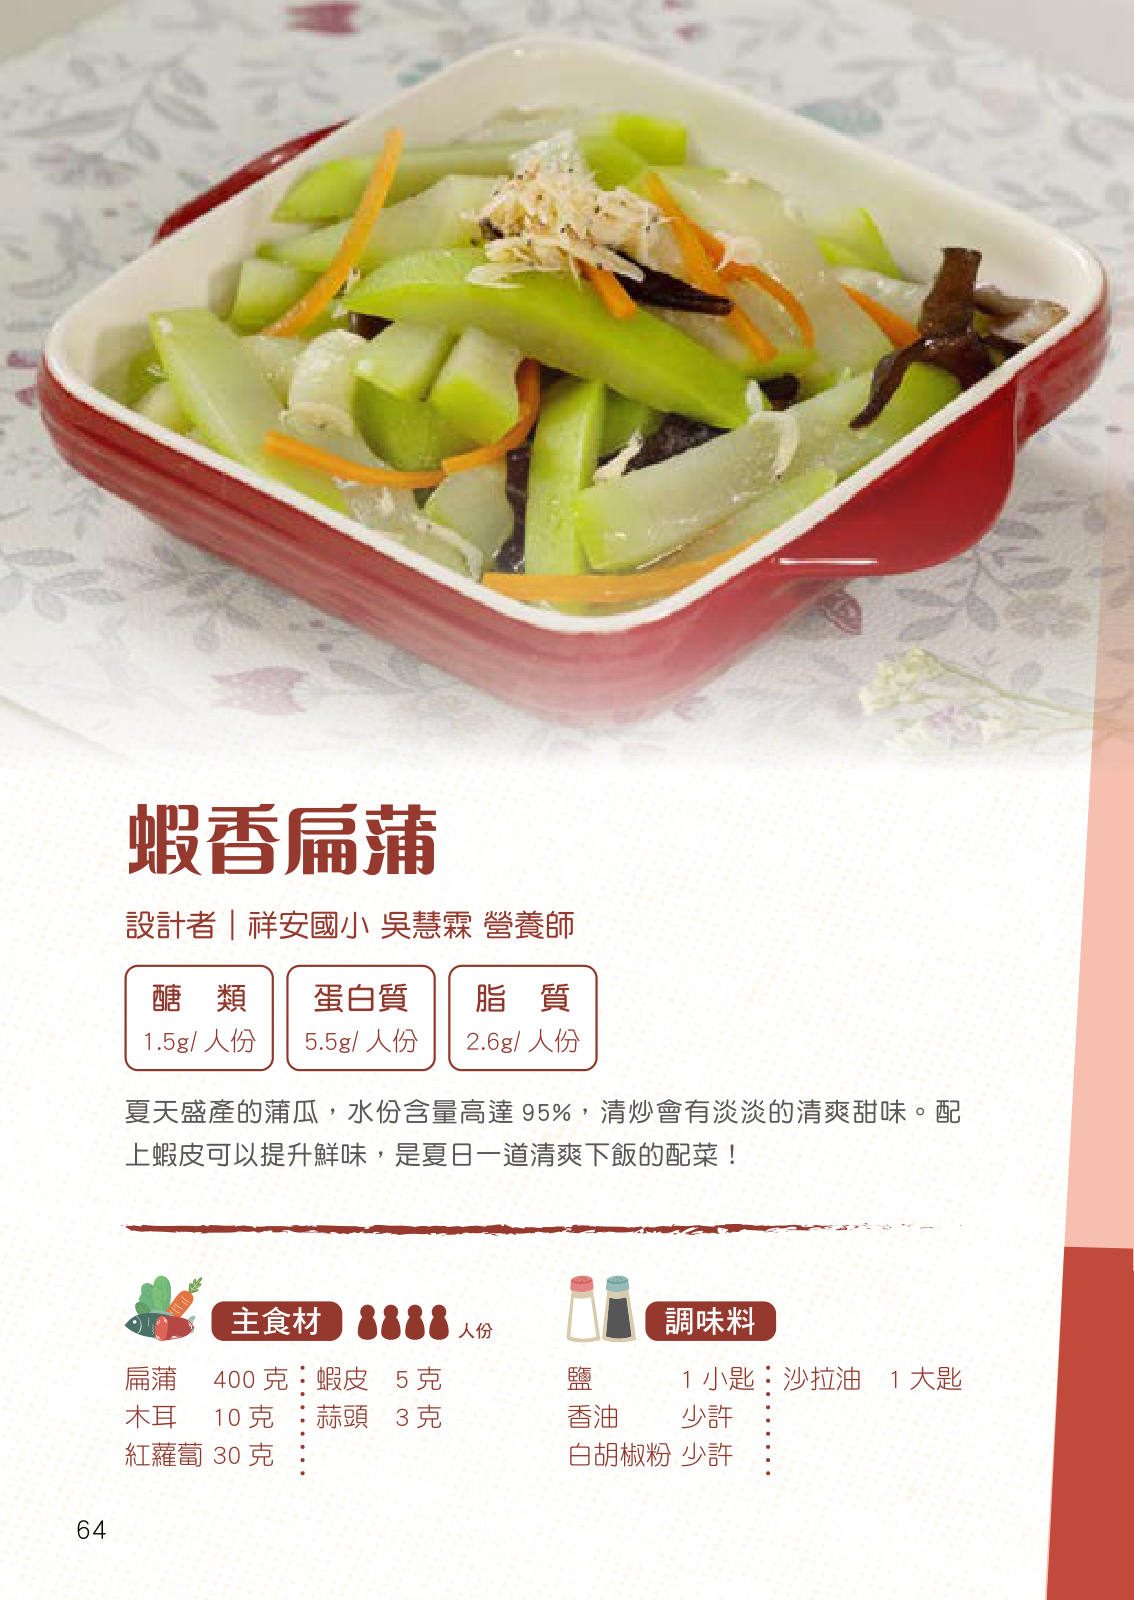 蝦香扁蒲
設計者｜祥安國小 吳慧霖 營養師
醣 類
1.5g/ 人份
蛋白質
5.5g/ 人份
脂 質
2.6g/ 人份
夏天盛產的蒲瓜，水份含量高達 95%，清炒會有淡淡的清爽甜味。配
上蝦皮可以提升鮮味，是夏日一道清爽下飯的配菜！
主食材 人份
扁蒲 400 克 蝦皮 5 克
木耳 10 克 蒜頭 3 克
紅蘿蔔 30 克
調味料
鹽 1 小匙 沙拉油 1 大匙
香油 少許
白胡椒粉 少許
64